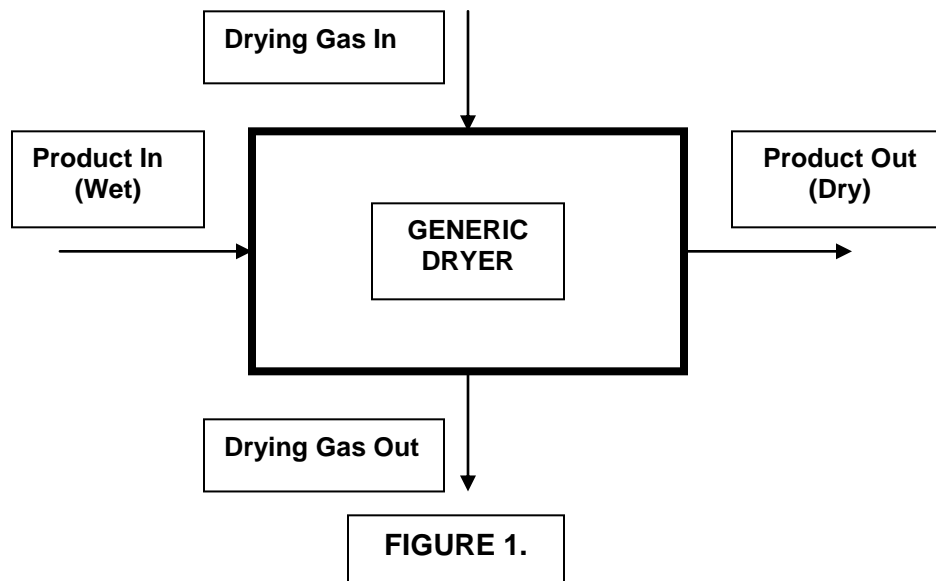 Drying Gas In
Product In
(Wet)
Product Out
(Dry)
GENERIC
DRYER
Drying Gas Out
FIGURE 1.